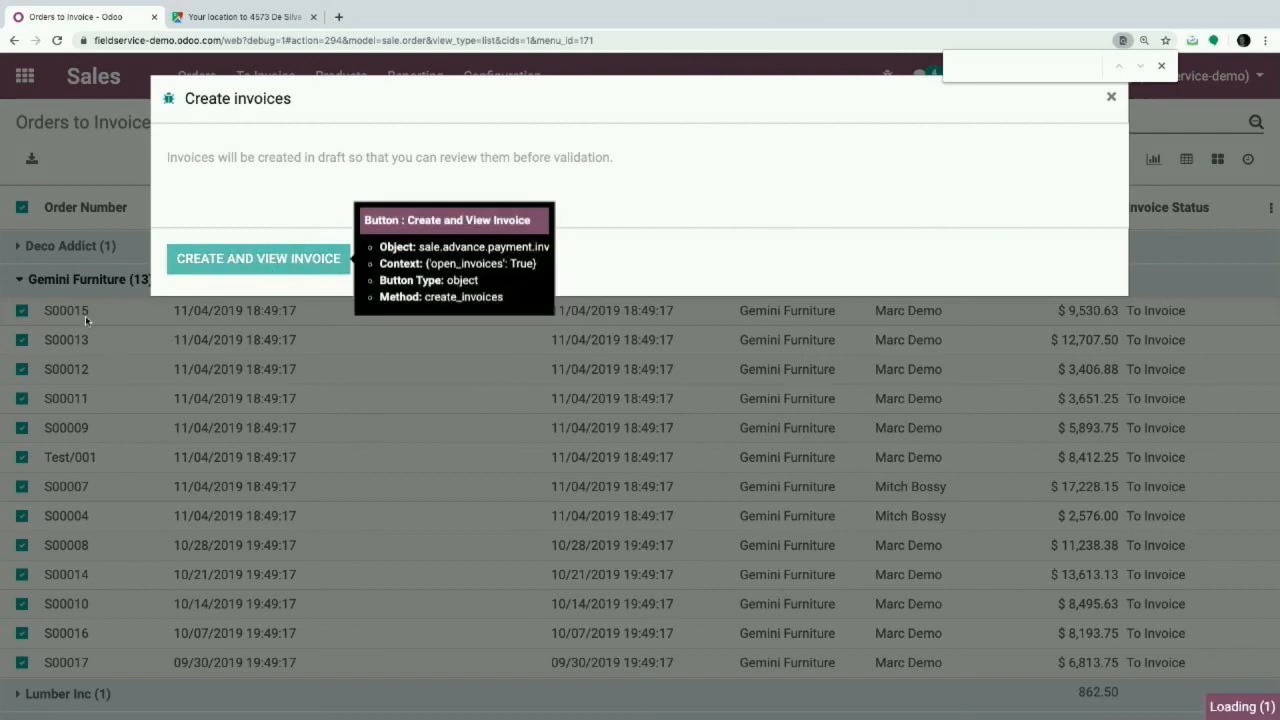 Orders to Invoice - Odoo
Your location to 4573 De Silva
fieldservice-demo.odoo.com/web?debug=1#action=294&model=sale.order&view_type=list&cids=1&menu_id=171
Sales Orders To Invoice Products Reporting Configuration ervice-demo)
Create invoices
Orders to Invoice
Invoices will be created in draft so that you can review them before validation.
Order Number nvoice Status
Button : Create and View Invoice
Deco Addict (1)
Object: sale.advance.payment.inv
CREATE AND VIEW INVOICE
Context: {'open_invoices': True}
Gemini Furniture (13)
Button Type: object
Method: create_invoices
S00015 11/04/2019 18:49:17 1/04/2019 18:49:17 Gemini Furniture Marc Demo $ 9,530.63 To Invoice
S00013 11/04/2019 18:49:17 11/04/2019 18:49:17 Gemini Furniture Marc Demo $ 12,707.50 To Invoice
S00012 11/04/2019 18:49:17 11/04/2019 18:49:17 Gemini Furniture Marc Demo $ 3,406.88 To Invoice
S00011 11/04/2019 18:49:17 11/04/2019 18:49:17 Gemini Furniture Marc Demo $ 3,651.25 To Invoice
S00009 11/04/2019 18:49:17 11/04/2019 18:49:17 Gemini Furniture Marc Demo $ 5,893.75 To Invoice
Test/001 11/04/2019 18:49:17 11/04/2019 18:49:17 Gemini Furniture Marc Demo $ 8,412.25 To Invoice
S00007 11/04/2019 18:49:17 11/04/2019 18:49:17 Gemini Furniture Mitch Bossy $ 17,228.15 To Invoice
S00004 11/04/2019 18:49:17 11/04/2019 18:49:17 Gemini Furniture Mitch Bossy $ 2,576.00 To Invoice
S00008 10/28/2019 19:49:17 10/28/2019 19:49:17 Gemini Furniture Marc Demo $ 11,238.38 To Invoice
S00014 10/21/2019 19:49:17 10/21/2019 19:49:17 Gemini Furniture Marc Demo $ 13,613.13 To Invoice
S00010 10/14/2019 19:49:17 10/14/2019 19:49:17 Gemini Furniture Marc Demo $ 8,495.63 To Invoice
S00016 10/07/2019 19:49:17 10/07/2019 19:49:17 Gemini Furniture Marc Demo $ 8,193.75 To Invoice
S00017 09/30/2019 19:49:17 09/30/2019 19:49:17 Gemini Furniture Marc Demo $ 6,813.75 To Invoice
Lumber Inc (1) 862.50
Loading (1)